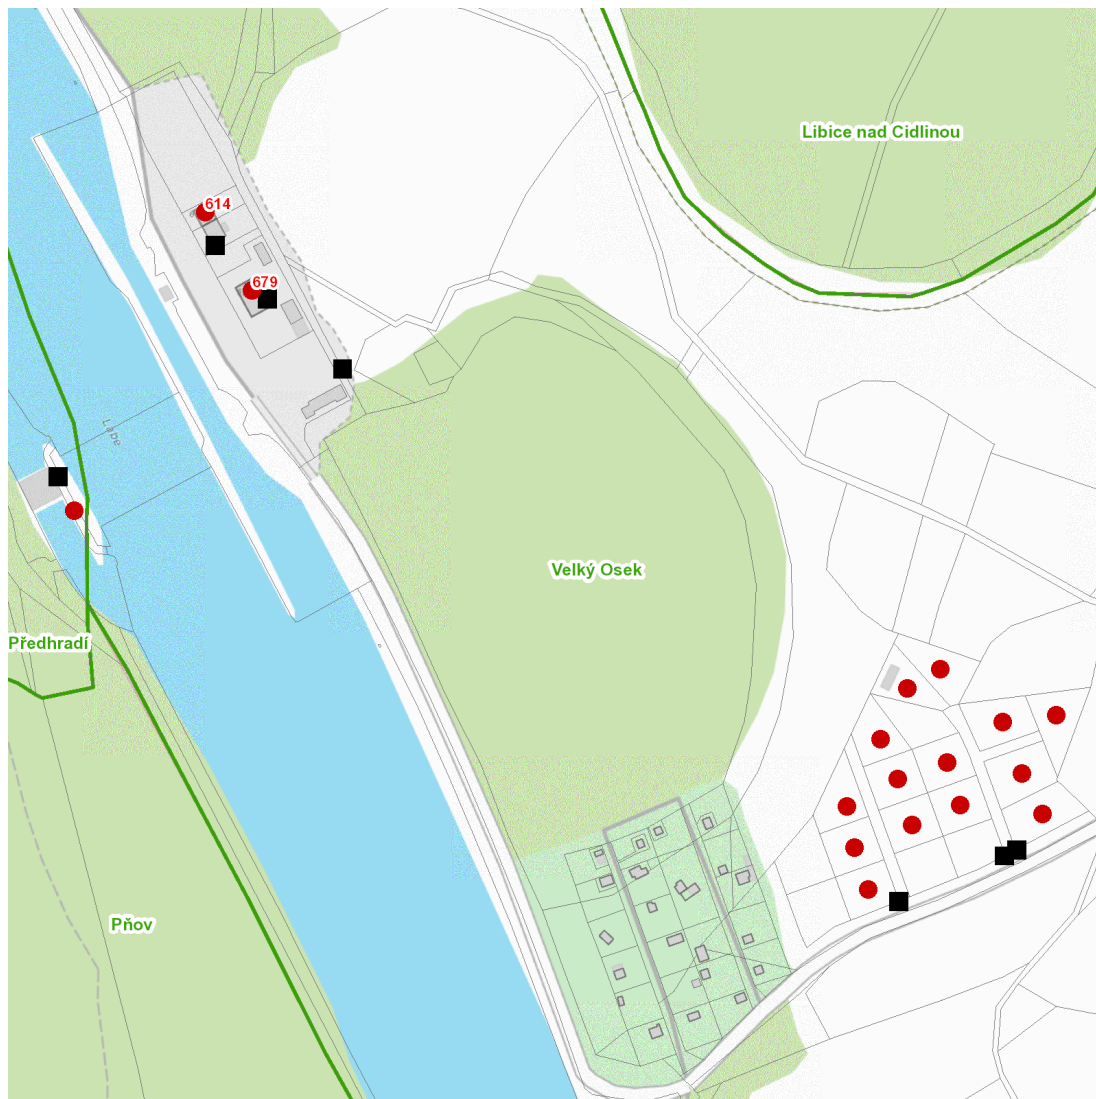 Libice nad Cidlinou
614
679
Labe
Velký Osek
Předhradí
Pňov